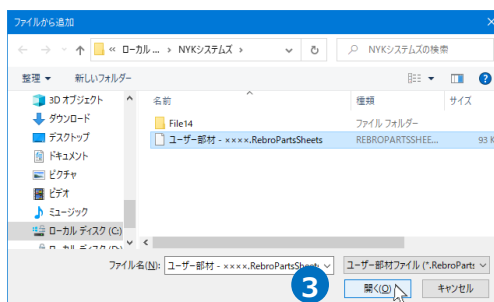 ファイルから追加
« ローカル ... › NYKシステムズ ›
NYKシステムズの検索
整理 新しいフォルダー
名前 種類 サイズ
3D オブジェクト
ダウンロード
デスクトップ
ドキュメント
ピクチャ
ビデオ
ミュージック
ローカル ディスク (C:)
File14 ファイル フォルダー
ユーザー部材 - ××××.RebroPartsSheets REBROPARTSSHEE... 93 K
ファイル名(N): ユーザー部材 - ××××.RebroPartsSheets
ユーザー部材ファイル (*.RebroParts
3
開く(O) キャンセル